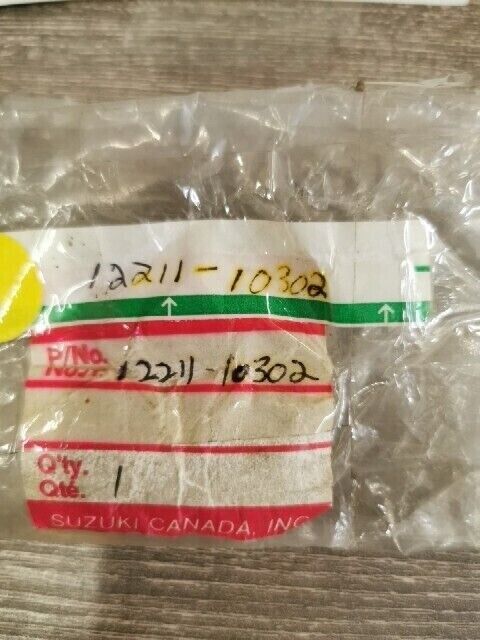 12211-10302
P/No.
No/P. 12211-10302
Q'ty.
Qté. 1
SUZUKI CANADA, INC